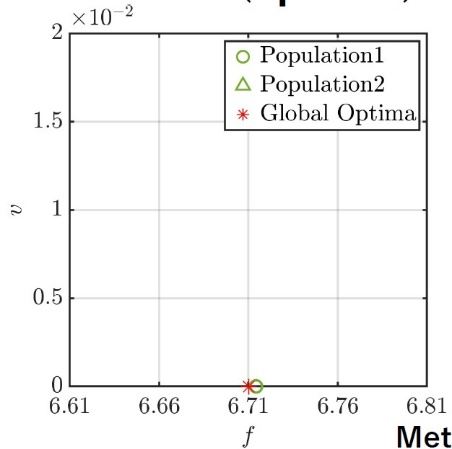 ×10⁻²
2
1.5
1
0.5
0
v
Population1
Population2
Global Optima
6.61 6.66 6.71 6.76 6.81
f
Met